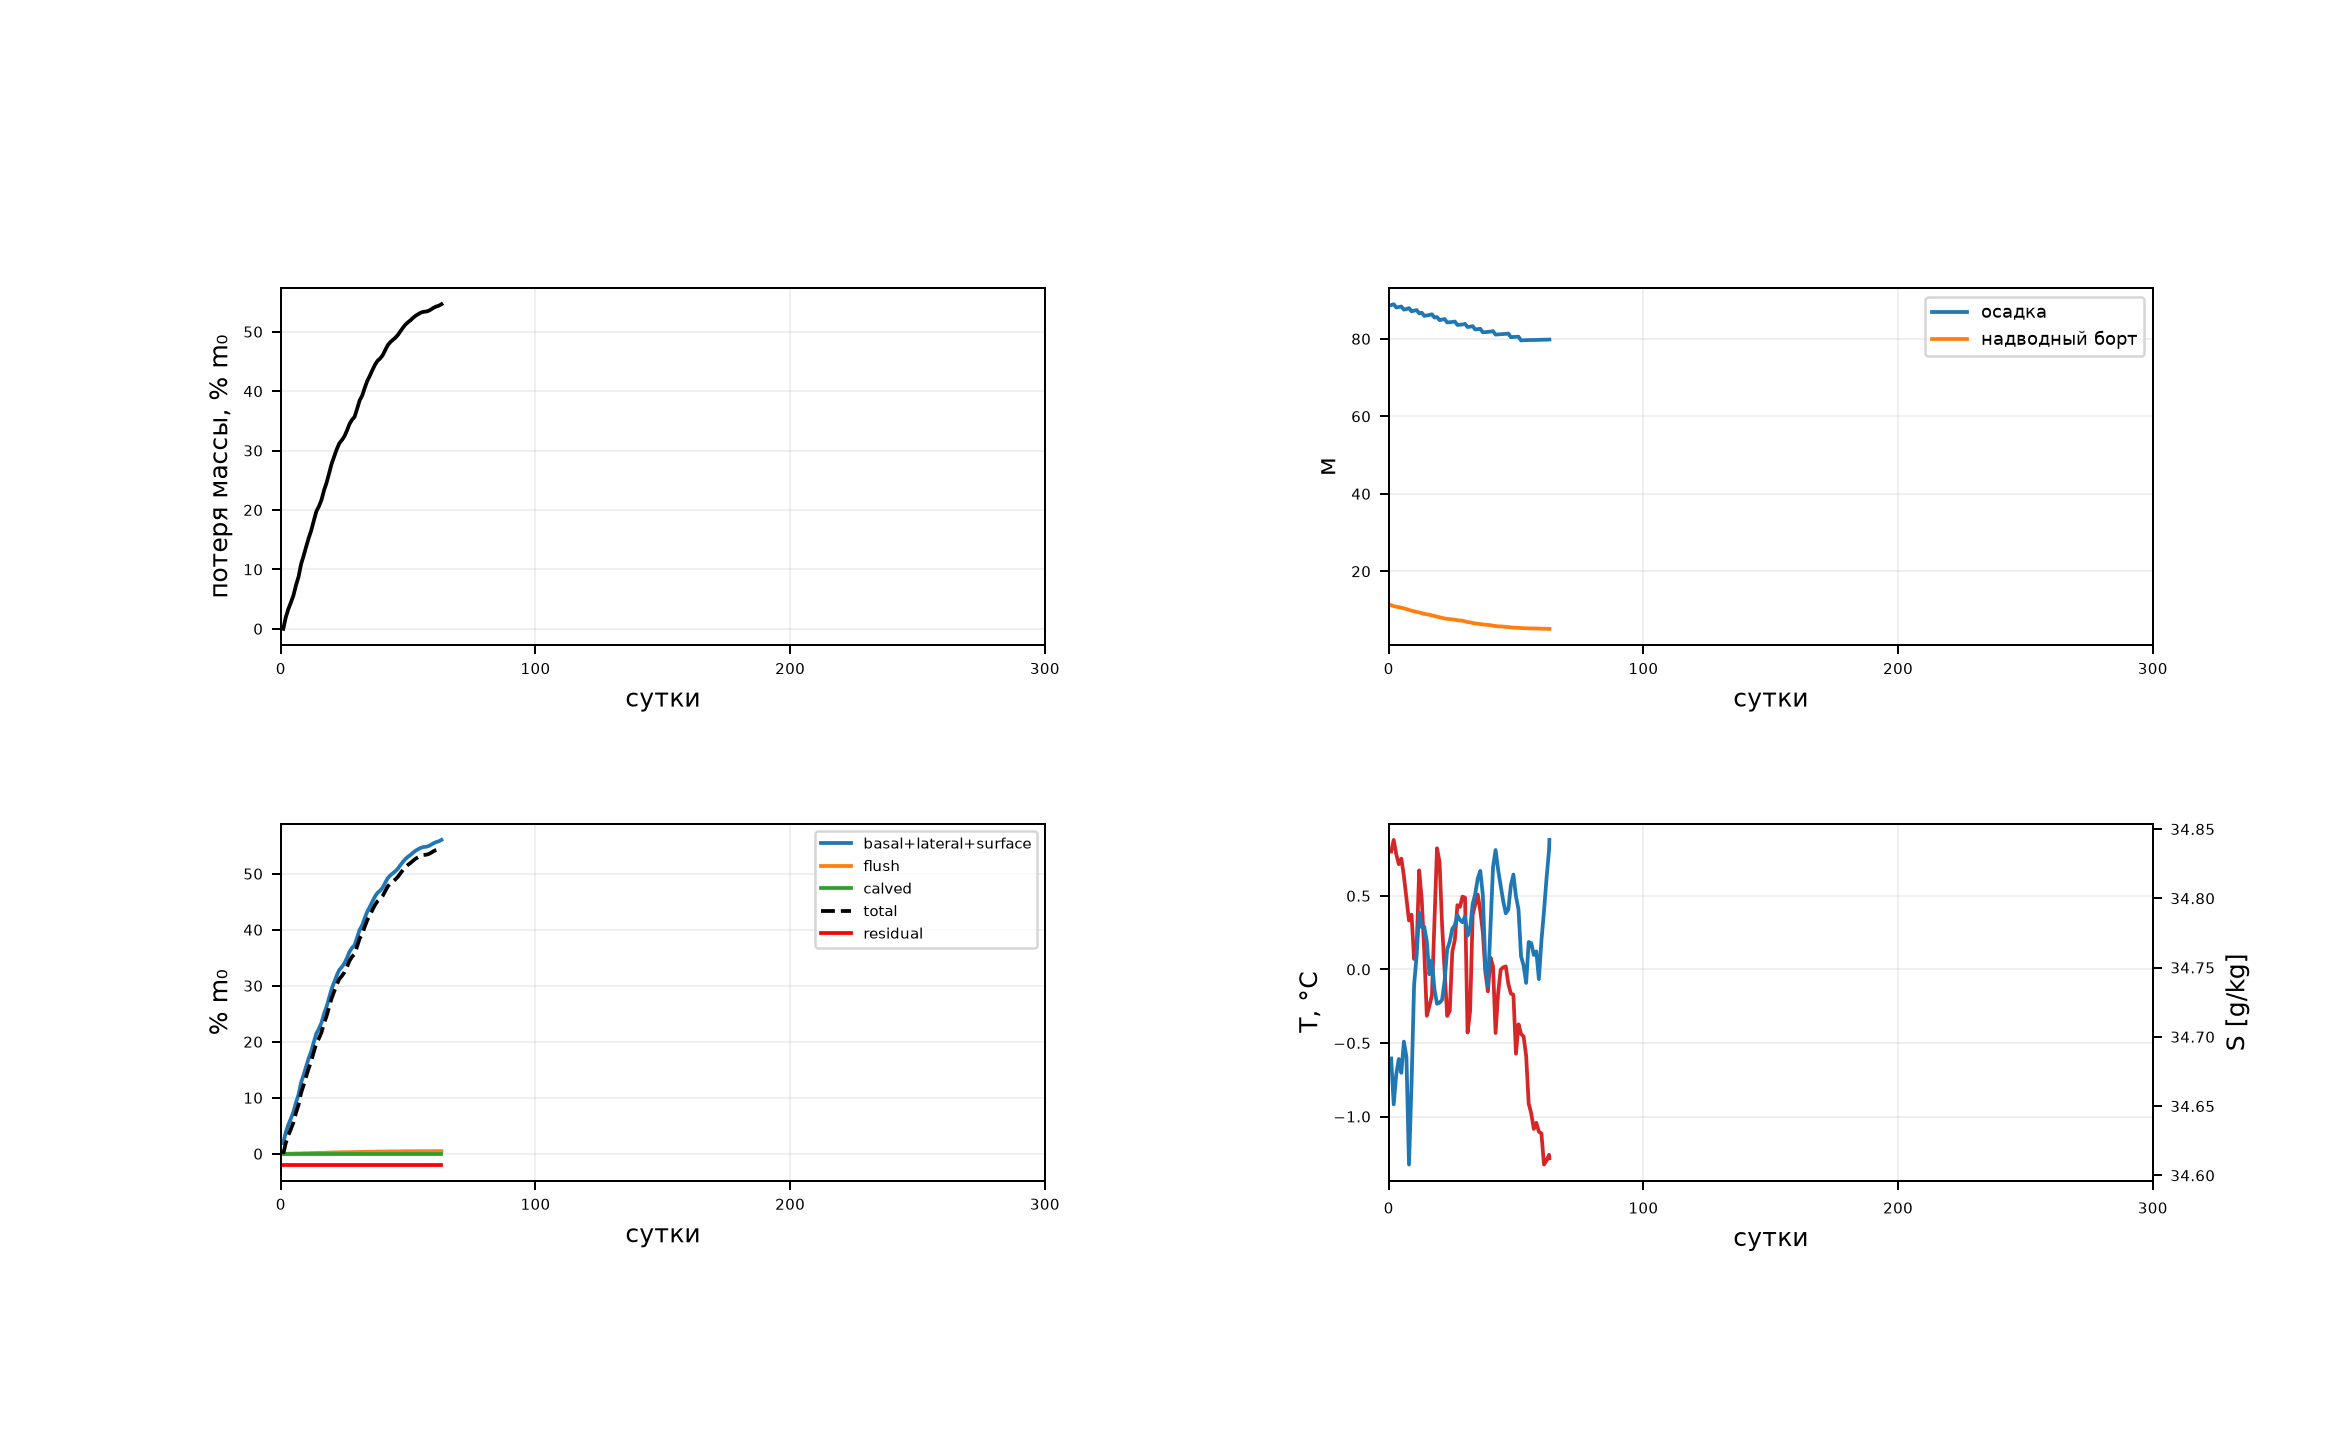 потеря массы, % m₀
50
40
30
20
10
0
0 100 200 300
сутки
м
80
60
40
20
осадка
надводный борт
0 100 200 300
сутки
% m₀
50
40
30
20
10
0
basal+lateral+surface
flush
calved
total
residual
0 100 200 300
сутки
T, °C
0.5
0.0
−0.5
−1.0
34.85
34.80
34.75
34.70
34.65
34.60
S [g/kg]
0 100 200 300
сутки